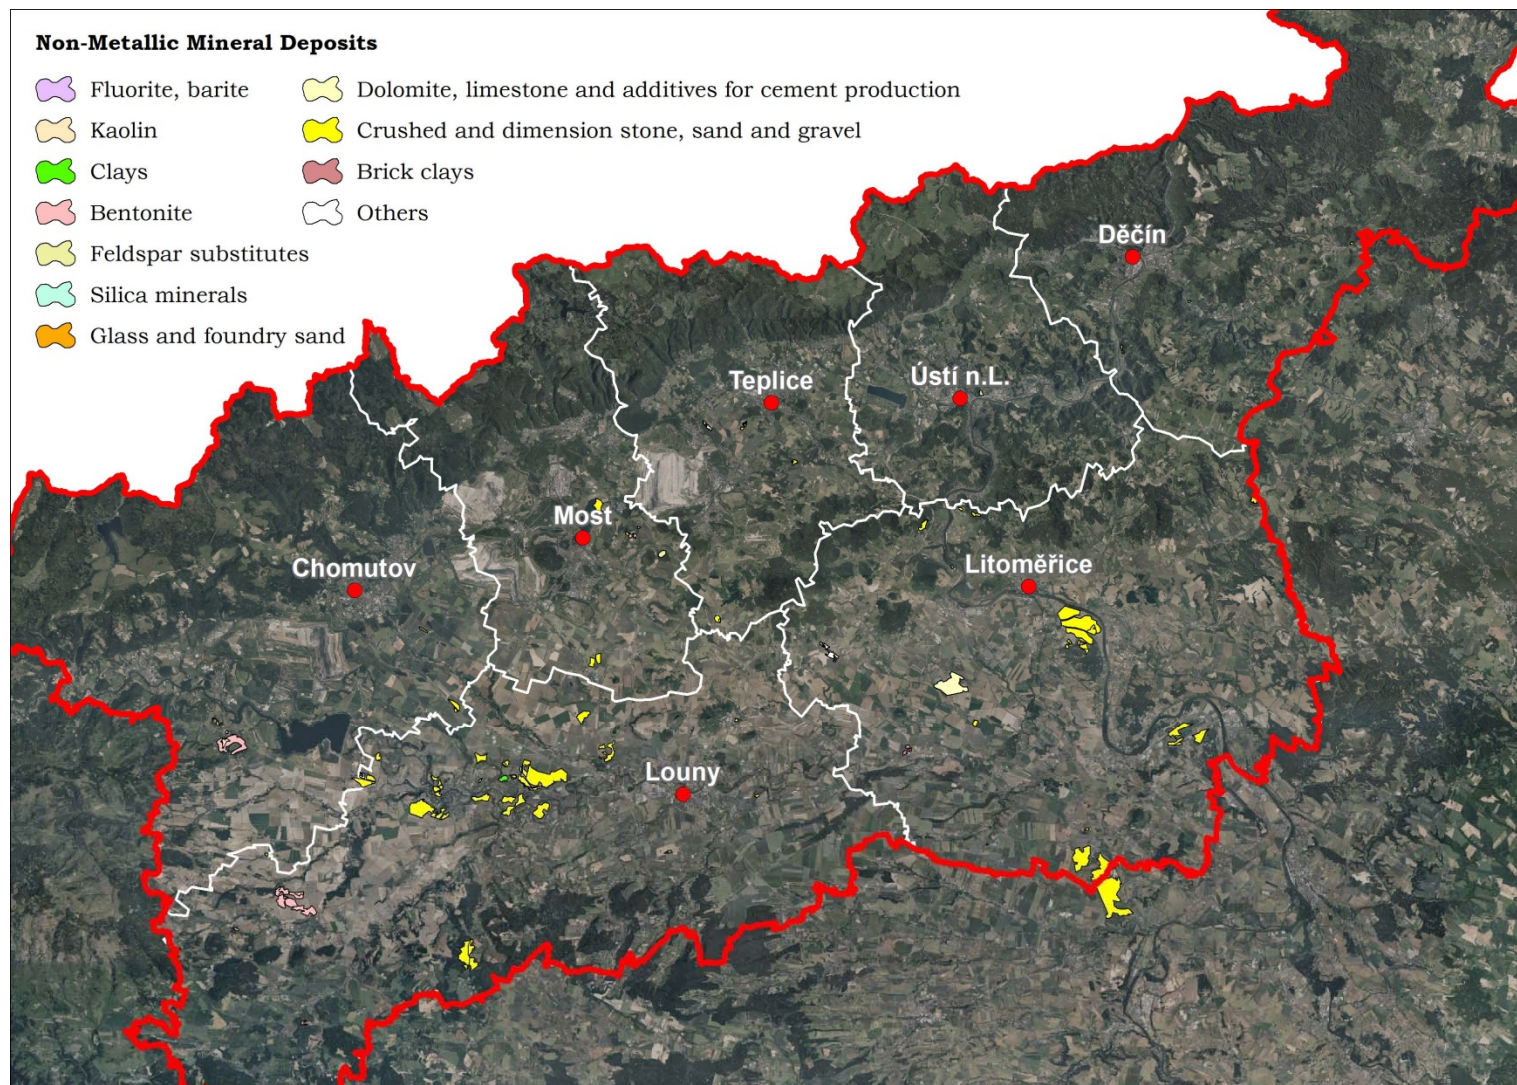 Non-Metallic Mineral Deposits
Fluorite, barite
Kaolin
Clays
Bentonite
Feldspar substitutes
Silica minerals
Glass and foundry sand
Dolomite, limestone and additives for cement production
Crushed and dimension stone, sand and gravel
Brick clays
Others
Děčín
Teplice
Ústí n.L.
Most
Chomutov
Litoměřice
Louny